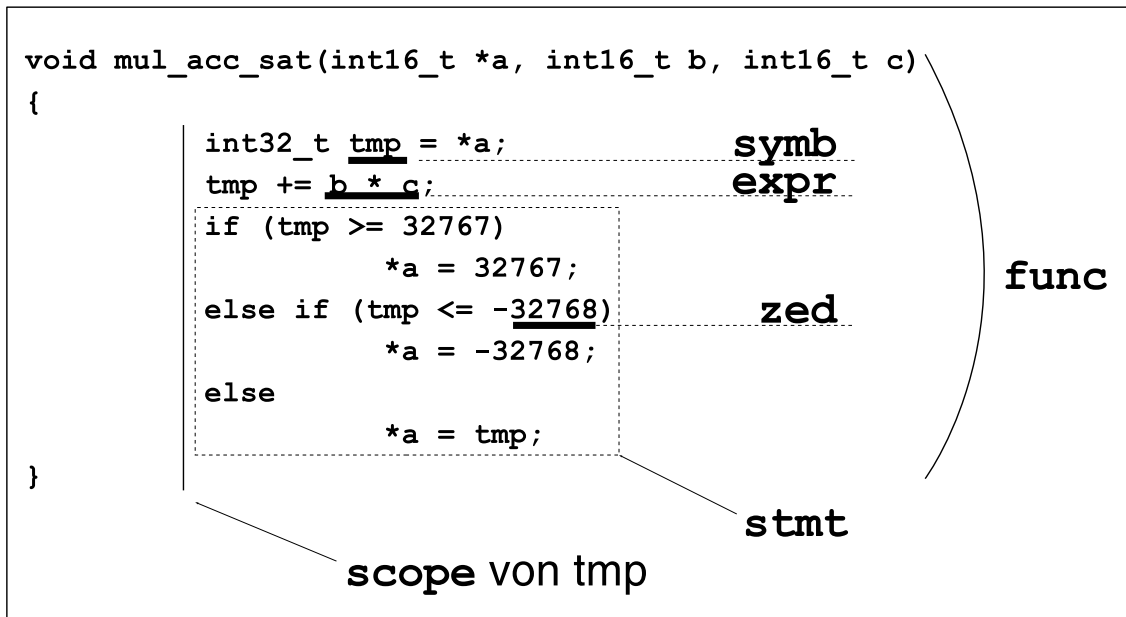 void mul_acc_sat(int16_t *a, int16_t b, int16_t c)
{
int32_t tmp = *a; symb
tmp += b * c; expr
if (tmp >= 32767)
*a = 32767;
func
else if (tmp <= -32768) zed
*a = -32768;
else
*a = tmp;
}
stmt
scope von tmp